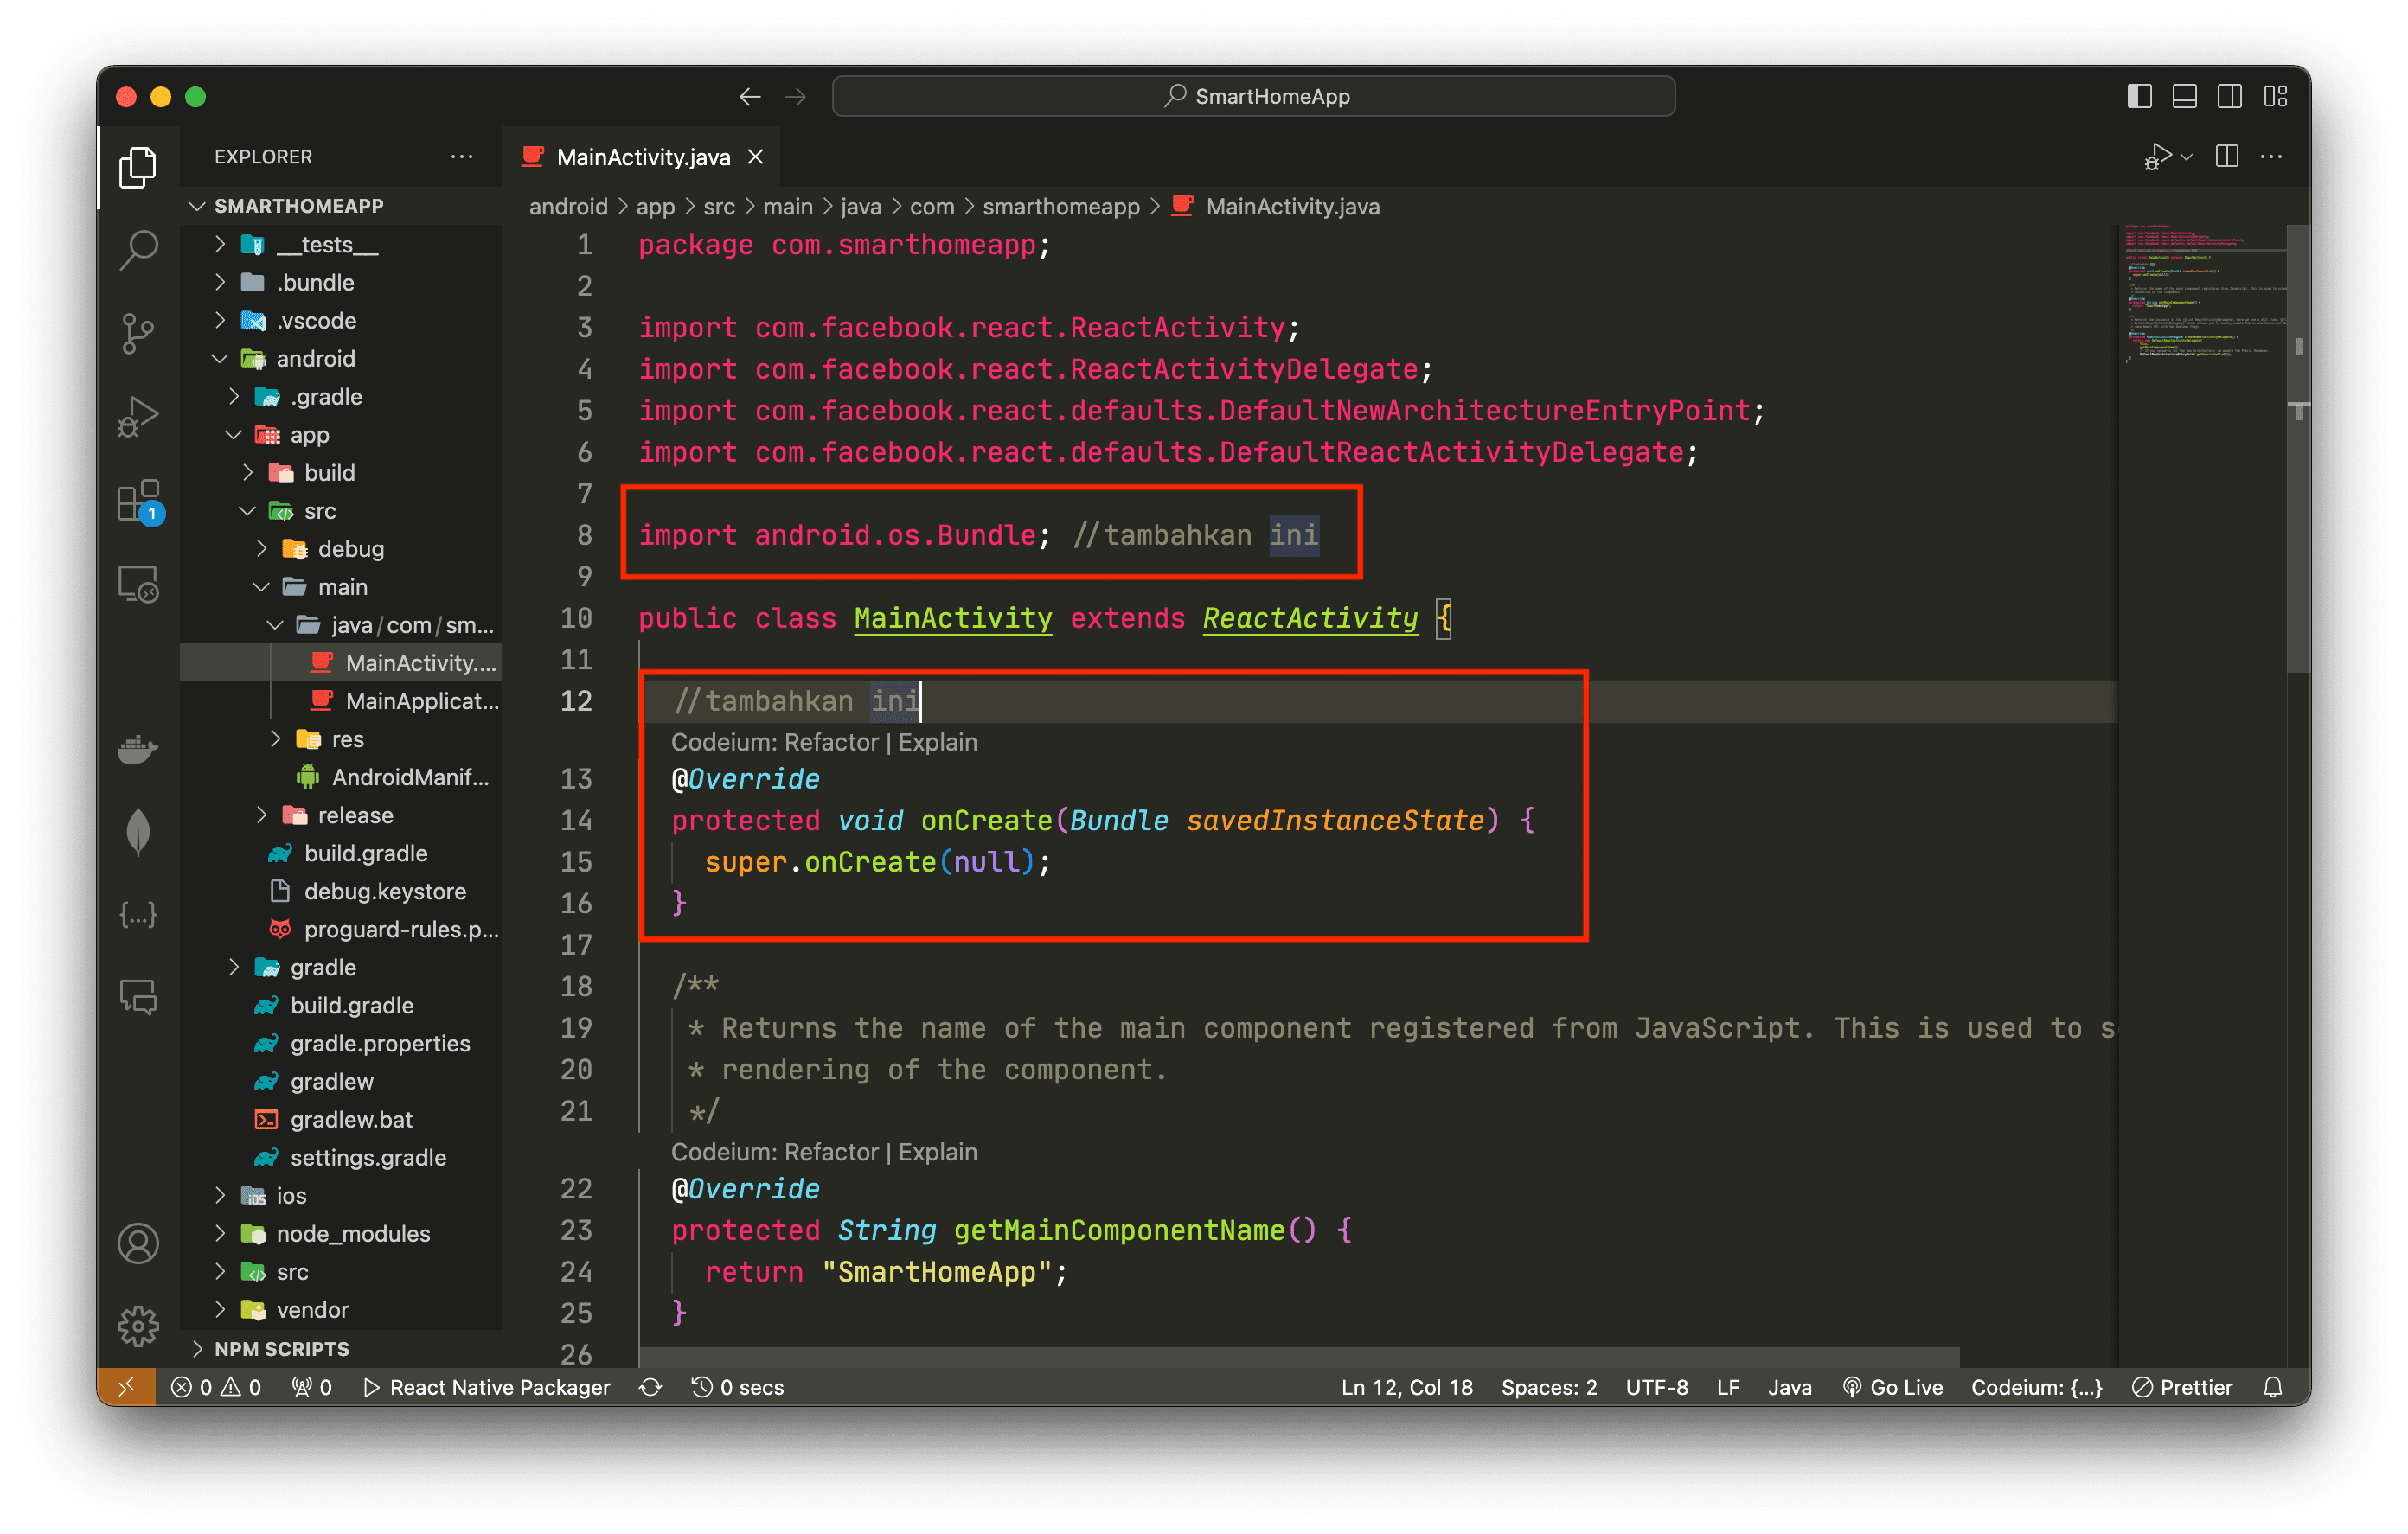 SmartHomeApp
EXPLORER
MainActivity.java
SMARTHOMEAPP
android > app > src > main > java > com > smarthomeapp > MainActivity.java
__tests__
.bundle
.vscode
android
.gradle
app
build
src
debug
main
java/com/sm...
MainActivity....
MainApplicat...
res
AndroidManif...
release
build.gradle
debug.keystore
proguard-rules.p...
gradle
build.gradle
gradle.properties
gradlew
gradlew.bat
settings.gradle
ios
node_modules
src
vendor
NPM SCRIPTS
1
1 package com.smarthomeapp;
2
3 import com.facebook.react.ReactActivity;
4 import com.facebook.react.ReactActivityDelegate;
5 import com.facebook.react.defaults.DefaultNewArchitectureEntryPoint;
6 import com.facebook.react.defaults.DefaultReactActivityDelegate;
7
8 import android.os.Bundle; //tambahkan ini
9
10 public class MainActivity extends ReactActivity {
11
12 //tambahkan ini
Codeium: Refactor | Explain
13 @Override
14 protected void onCreate(Bundle savedInstanceState) {
15 super.onCreate(null);
16 }
17
18 /**
19 * Returns the name of the main component registered from JavaScript. This is used to s
20 * rendering of the component.
21 */
Codeium: Refactor | Explain
22 @Override
23 protected String getMainComponentName() {
24 return "SmartHomeApp";
25 }
26
0 0 0 React Native Packager 0 secs Ln 12, Col 18 Spaces: 2 UTF-8 LF Java Go Live Codeium: {...} Prettier